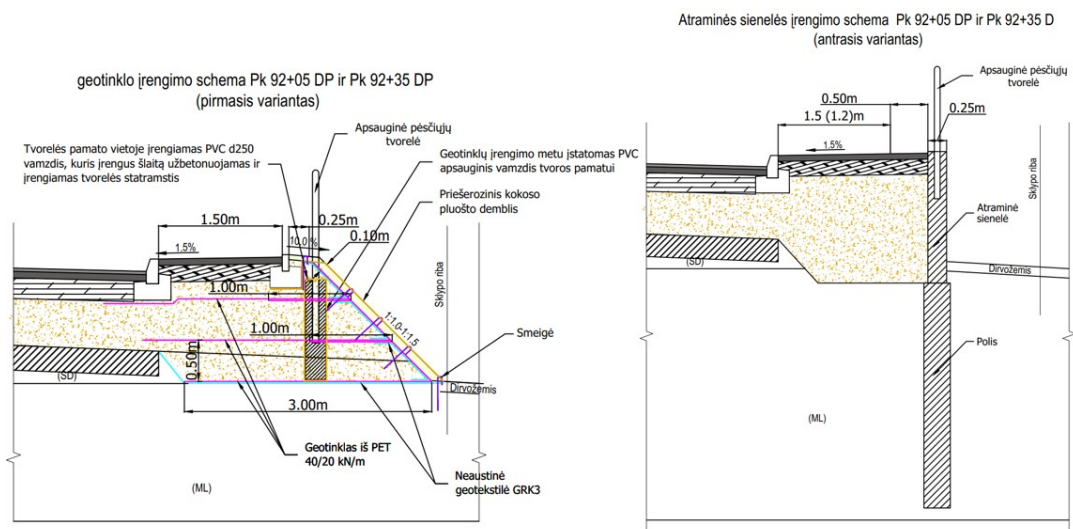 geotinklo įrengimo schema Pk 92+05 DP ir Pk 92+35 DP
(pirmasis variantas)
Tvorelės pamato vietoje įrengiamas PVC d250
vamzdis, kuris įrengus šlaitą užbetonuojamas ir
įrengiamas tvorelės statramstis
Apsauginė pėsčiųjų
tvorelė
Geotinklų įrengimo metu įstatomas PVC
apsauginis vamzdis tvoros pamatui
Priešerozinis kokoso
pluošto demblis
1.50m
0.25m
1.5%
10.0 %
0.10m
1.00m
1.00m
0.50m
1:1.0-1:1.5
Sklypo riba
Smeigė
(SD)
Dirvožemis
3.00m
Geotinklas iš PET
40/20 kN/m
Neaustinė
geotekstilė GRK3
(ML)
Atraminės sienelės įrengimo schema Pk 92+05 DP ir Pk 92+35 D
(antrasis variantas)
Apsauginė pėsčiųjų
tvorelė
0.50m
0.25m
1.5 (1.2)m
1.5%
Sklypo riba
Atraminė
sienelė
(SD)
Dirvožemis
Polis
(ML)